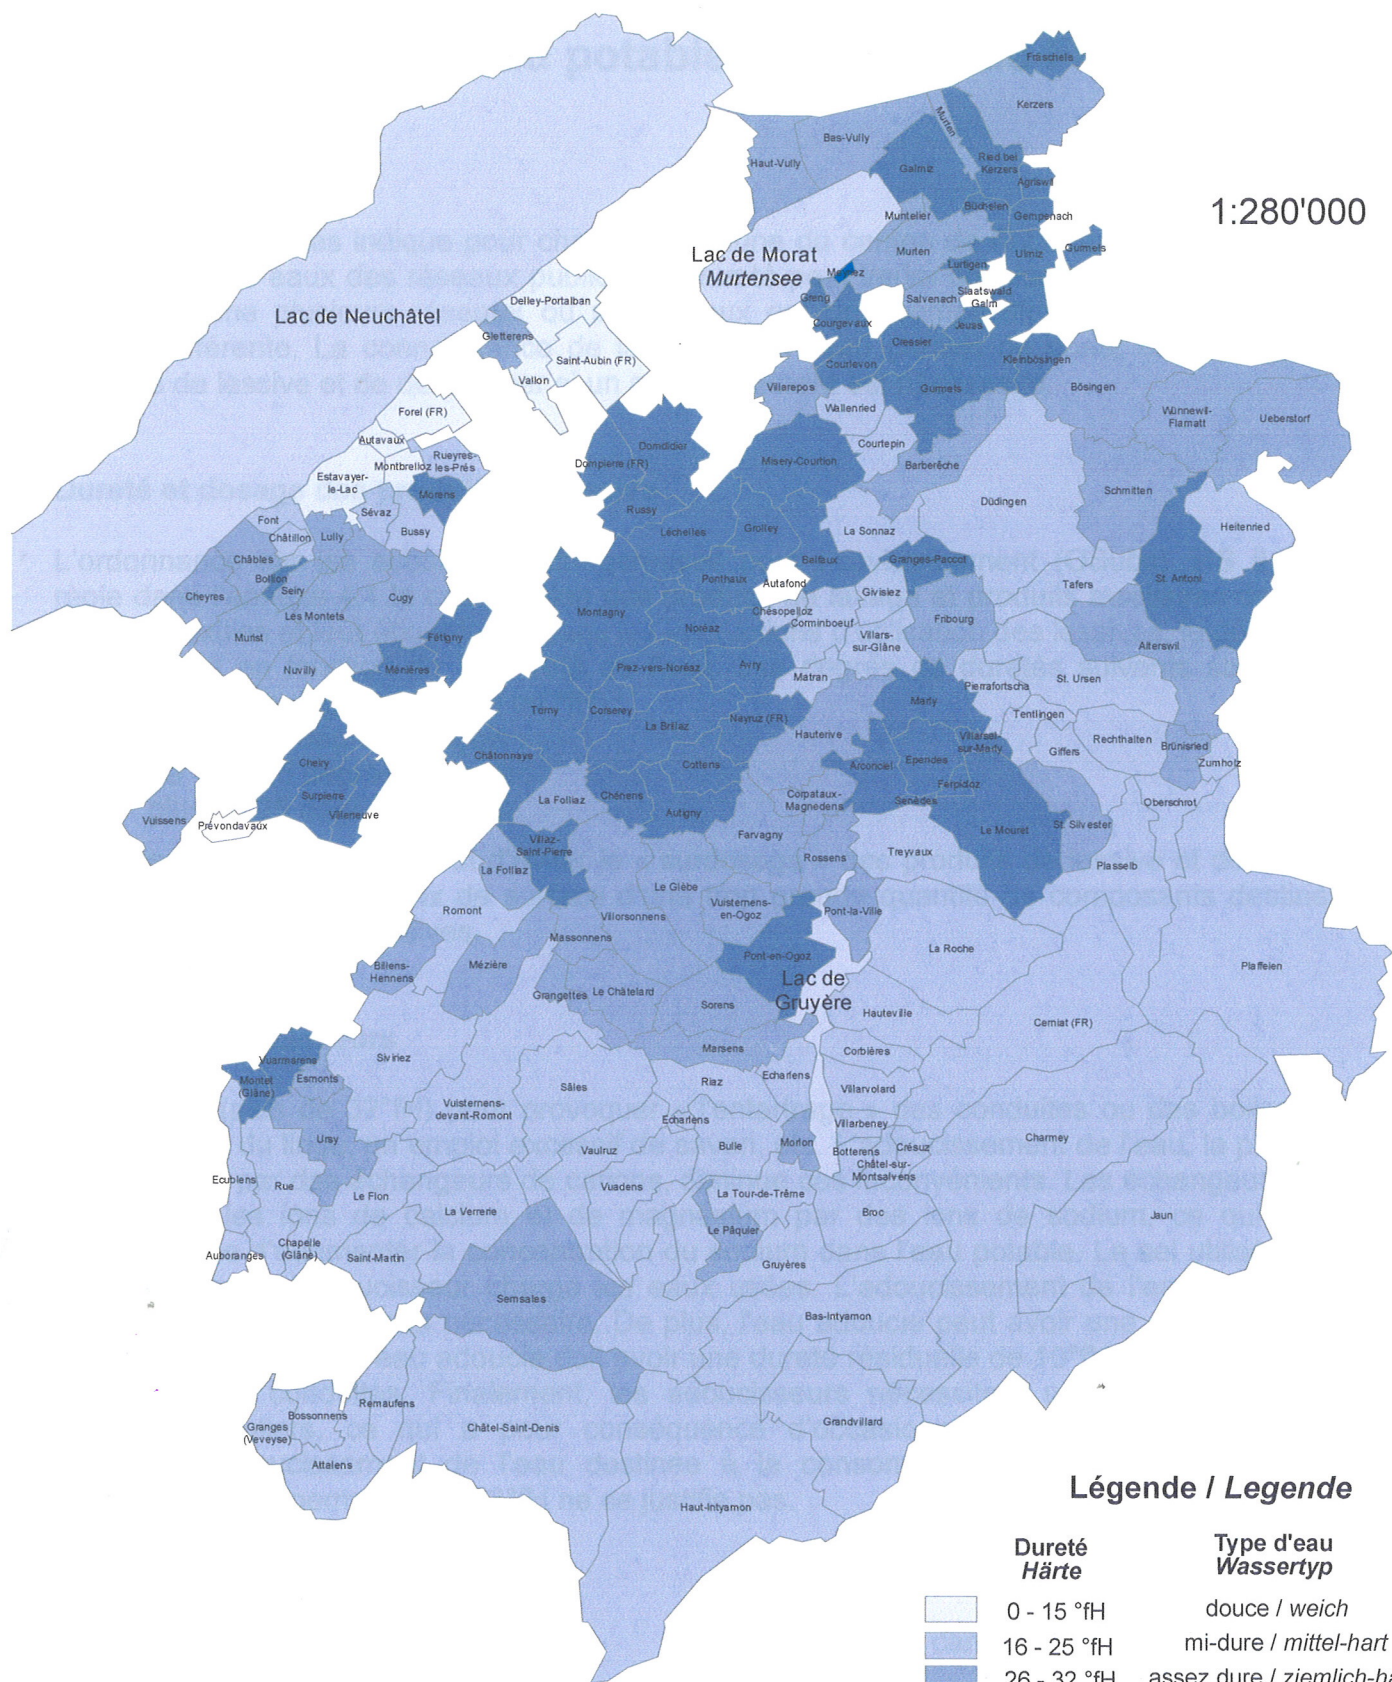 Fräschels
Kerzers
Murten
Bas-Vully
Haut-Vully
Galmiz
Ried bei
Kerzers
Agriswil
1:280'000
Büchslen
Gempenach
Muntelier
Murten
Ulmiz
Gurmels
Lac de Morat
Murtensee
Lurtigen
Meyriez
Greng
Salvenach
Staatswald
Galm
Courgevaux
Jeuss
Cressier
Lac de Neuchâtel
Delley-Portalban
Gletterens
Saint-Aubin (FR)
Vallon
Courlevon
Kleinbösingen
Villarepos
Gurmels
Bösingen
Forel (FR)
Wallenried
Wünnewil-
Flamatt
Ueberstorf
Autavaux
Courtepin
Domdidier
Dompierre (FR)
Misery-Courtion
Barberêche
Montbrelloz
Rueyres-
les-Prés
Estavayer-
le-Lac
Morens
Schmitten
Düdingen
Russy
Sévaz
Font
Bussy
Léchelles
Grolley
La Sonnaz
Heitenried
Châtillon
Lully
Châbles
Belfaux
Granges-Paccot
Bollion
Seiry
Ponthaux
Autafond
St. Antoni
Tafers
Cheyres
Cugy
Givisiez
Les Montets
Montagny
Chésopelloz
Corminboeuf
Fribourg
Noréaz
Murist
Fétigny
Villars-
sur-Glâne
Alterswil
Nuvilly
Ménières
Prez-vers-Noréaz
Avry
Matran
St. Ursen
Pierrafortscha
Torny
Corserey
Marly
Tentlingen
La Brillaz
Neyruz (FR)
Hauterive
Villarsel-
sur-Marly
Rechthalten
Giffers
Brünisried
Châtonnaye
Cottens
Arconciel
Ependes
Zumholz
Cheiry
Ferpicloz
Surpierre
Chénens
Corpataux-
Magnedens
Senèdes
Oberschrot
La Folliaz
Autigny
Vuissens
Prévondavaux
Villeneuve
Farvagny
Le Mouret
St. Silvester
Villaz-
Saint-Pierre
Rossens
Treyvaux
Plasselb
La Folliaz
Le Glèbe
Romont
Vuisternens-
en-Ogoz
Pont-la-Ville
Villorsonnens
Massonnens
La Roche
Pont-en-Ogoz
Billens-
Hennens
Mézière
Plaffeien
Lac de
Gruyère
Grangettes
Le Châtelard
Sorens
Hauteville
Cerniat (FR)
Marsens
Corbières
Vuarmarens
Siviriez
Esmonts
Montet
(Glâne)
Sâles
Riaz
Echarlens
Villarvolard
Vuisternens-
devant-Romont
Echarlens
Villarbeney
Ursy
Bulle
Morlon
Charmey
Vaulruz
Botterens
Crésuz
Châtel-sur-
Montsalvens
Ecublens
Rue
Le Flon
Vuadens
La Tour-de-Trême
La Verrerie
Broc
Jaun
Le Pâquier
Auboranges
Chapelle
(Glâne)
Saint-Martin
Gruyères
Semsales
Bas-Intyamon
Remaufens
Bossonnens
Granges
(Veveyse)
Châtel-Saint-Denis
Grandvillard
Attalens
Haut-Intyamon
Légende / Legende
Dureté
Härte
Type d'eau
Wassertyp
0 - 15 °fH douce / weich
16 - 25 °fH mi-dure / mittel-hart
26 - 32 °fH assez dure / ziemlich-ha